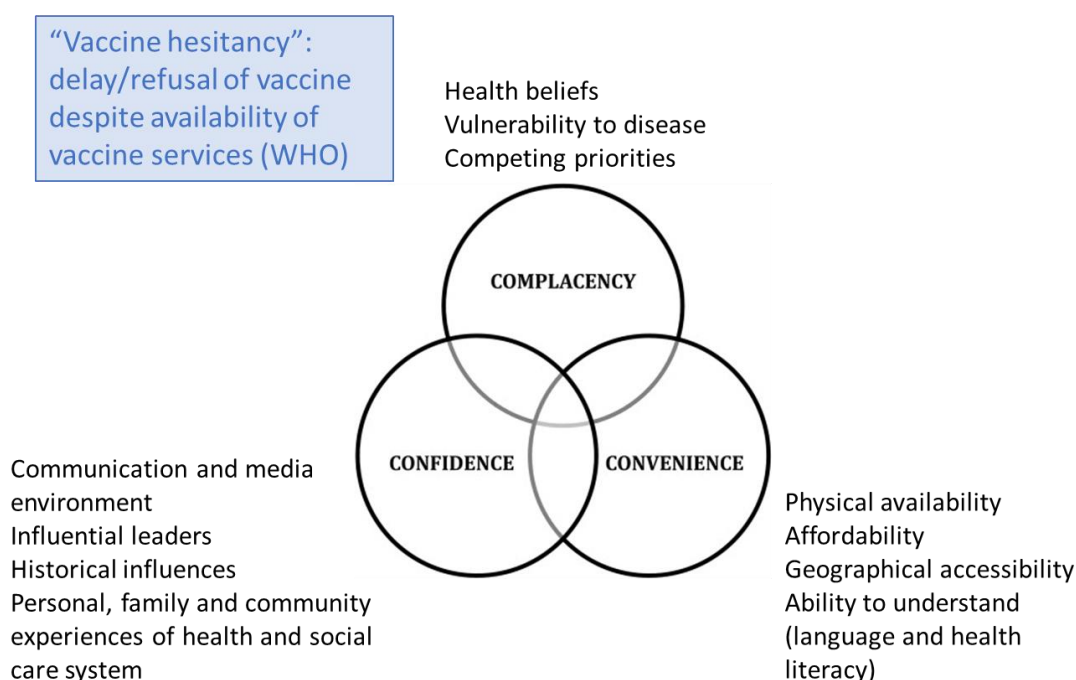 “Vaccine hesitancy”:
delay/refusal of vaccine
despite availability of
vaccine services (WHO)
Health beliefs
Vulnerability to disease
Competing priorities
COMPLACENCY
CONFIDENCE
CONVENIENCE
Communication and media
environment
Influential leaders
Historical influences
Personal, family and community
experiences of health and social
care system
Physical availability
Affordability
Geographical accessibility
Ability to understand
(language and health
literacy)